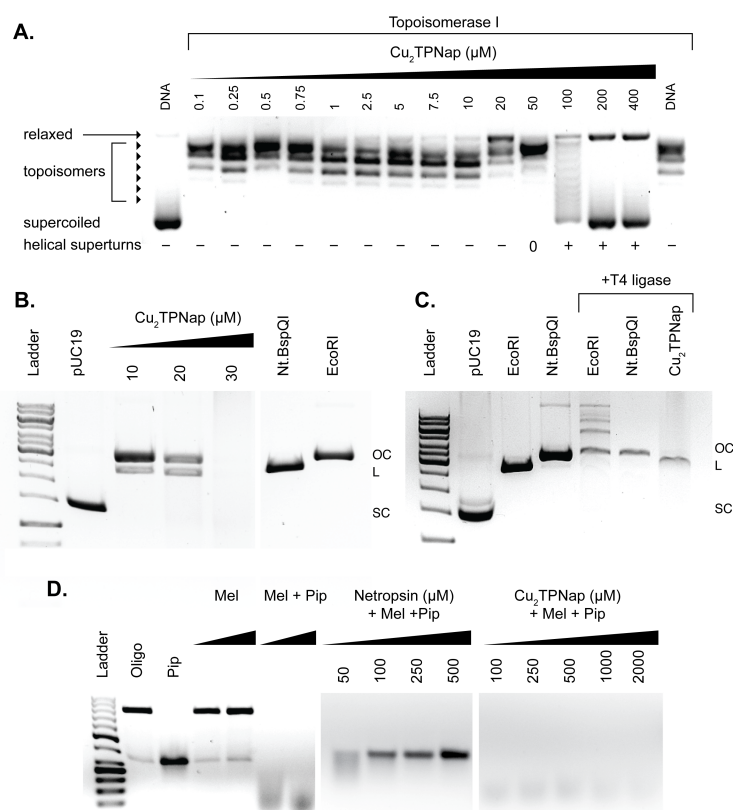 A.
Topoisomerase I
Cu2TPNap (µM)
DNA 0.1 0.25 0.5 0.75 1 2.5 5 7.5 10 20 50 100 200 400 DNA
relaxed
topoisomers
supercoiled
helical superturns − − − − − − − − − − − 0 + + + −
B.
Cu2TPNap (µM)
Ladder pUC19 10 20 30 Nt.BspQI EcoRI
OC
L
SC
C.
+T4 ligase
Ladder pUC19 EcoRI Nt.BspQI EcoRI Nt.BspQI Cu2TPNap
OC
L
SC
D.
Mel
Mel + Pip
Netropsin (µM)
+ Mel +Pip
Cu2TPNap (µM)
+ Mel + Pip
Ladder Oligo Pip 50 100 250 500 100 250 500 1000 2000